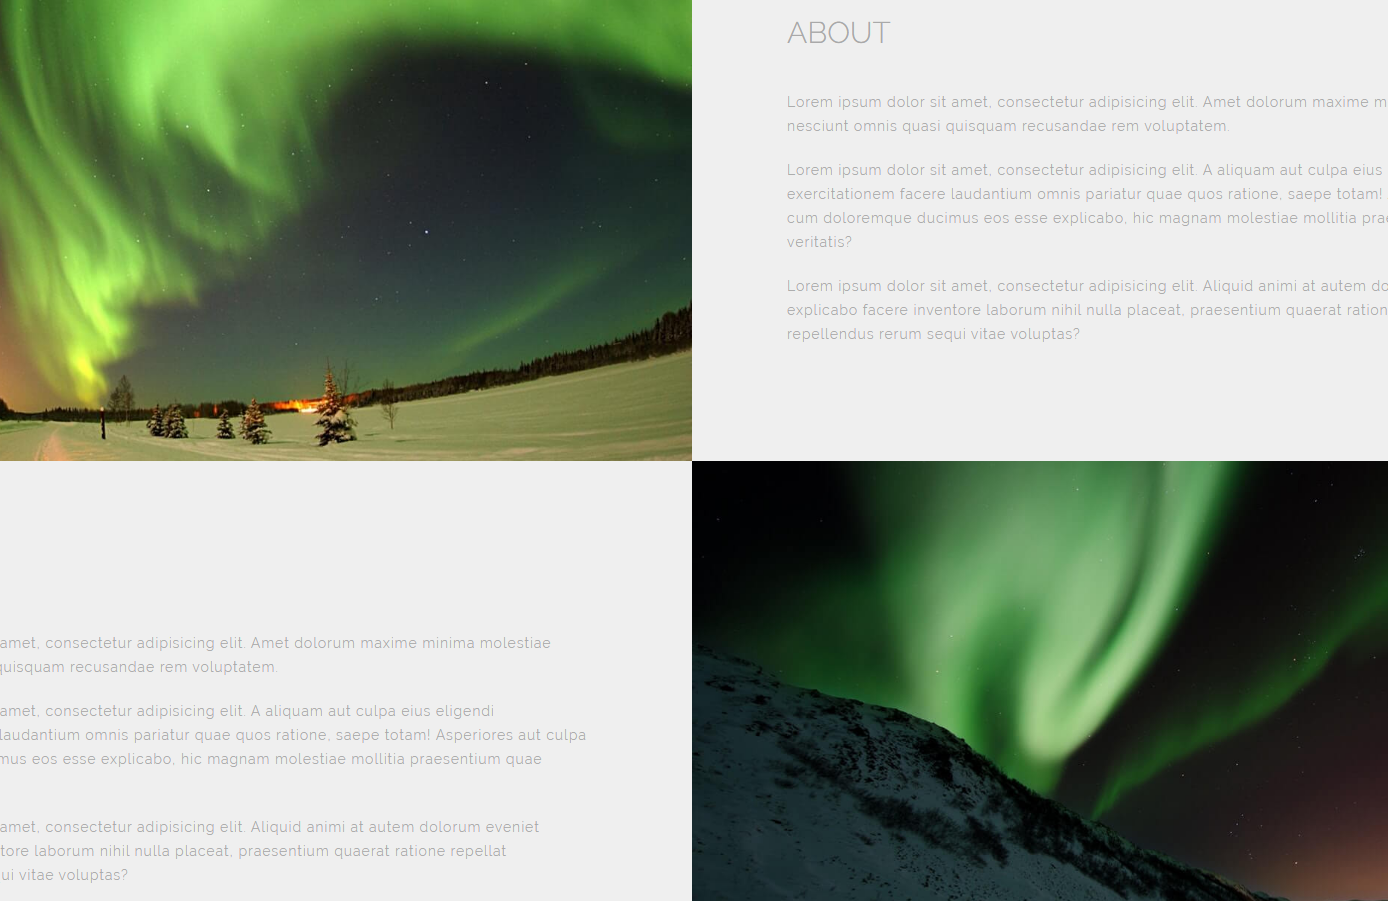 ABOUT
Lorem ipsum dolor sit amet, consectetur adipisicing elit. Amet dolorum maxime m
nesciunt omnis quasi quisquam recusandae rem voluptatem.
Lorem ipsum dolor sit amet, consectetur adipisicing elit. A aliquam aut culpa eius
exercitationem facere laudantium omnis pariatur quae quos ratione, saepe totam!
cum doloremque ducimus eos esse explicabo, hic magnam molestiae mollitia prae
veritatis?
Lorem ipsum dolor sit amet, consectetur adipisicing elit. Aliquid animi at autem do
explicabo facere inventore laborum nihil nulla placeat, praesentium quaerat ration
repellendus rerum sequi vitae voluptas?
amet, consectetur adipisicing elit. Amet dolorum maxime minima molestiae
quisquam recusandae rem voluptatem.
amet, consectetur adipisicing elit. A aliquam aut culpa eius eligendi
laudantium omnis pariatur quae quos ratione, saepe totam! Asperiores aut culpa
mus eos esse explicabo, hic magnam molestiae mollitia praesentium quae
amet, consectetur adipisicing elit. Aliquid animi at autem dolorum eveniet
tore laborum nihil nulla placeat, praesentium quaerat ratione repellat
ui vitae voluptas?